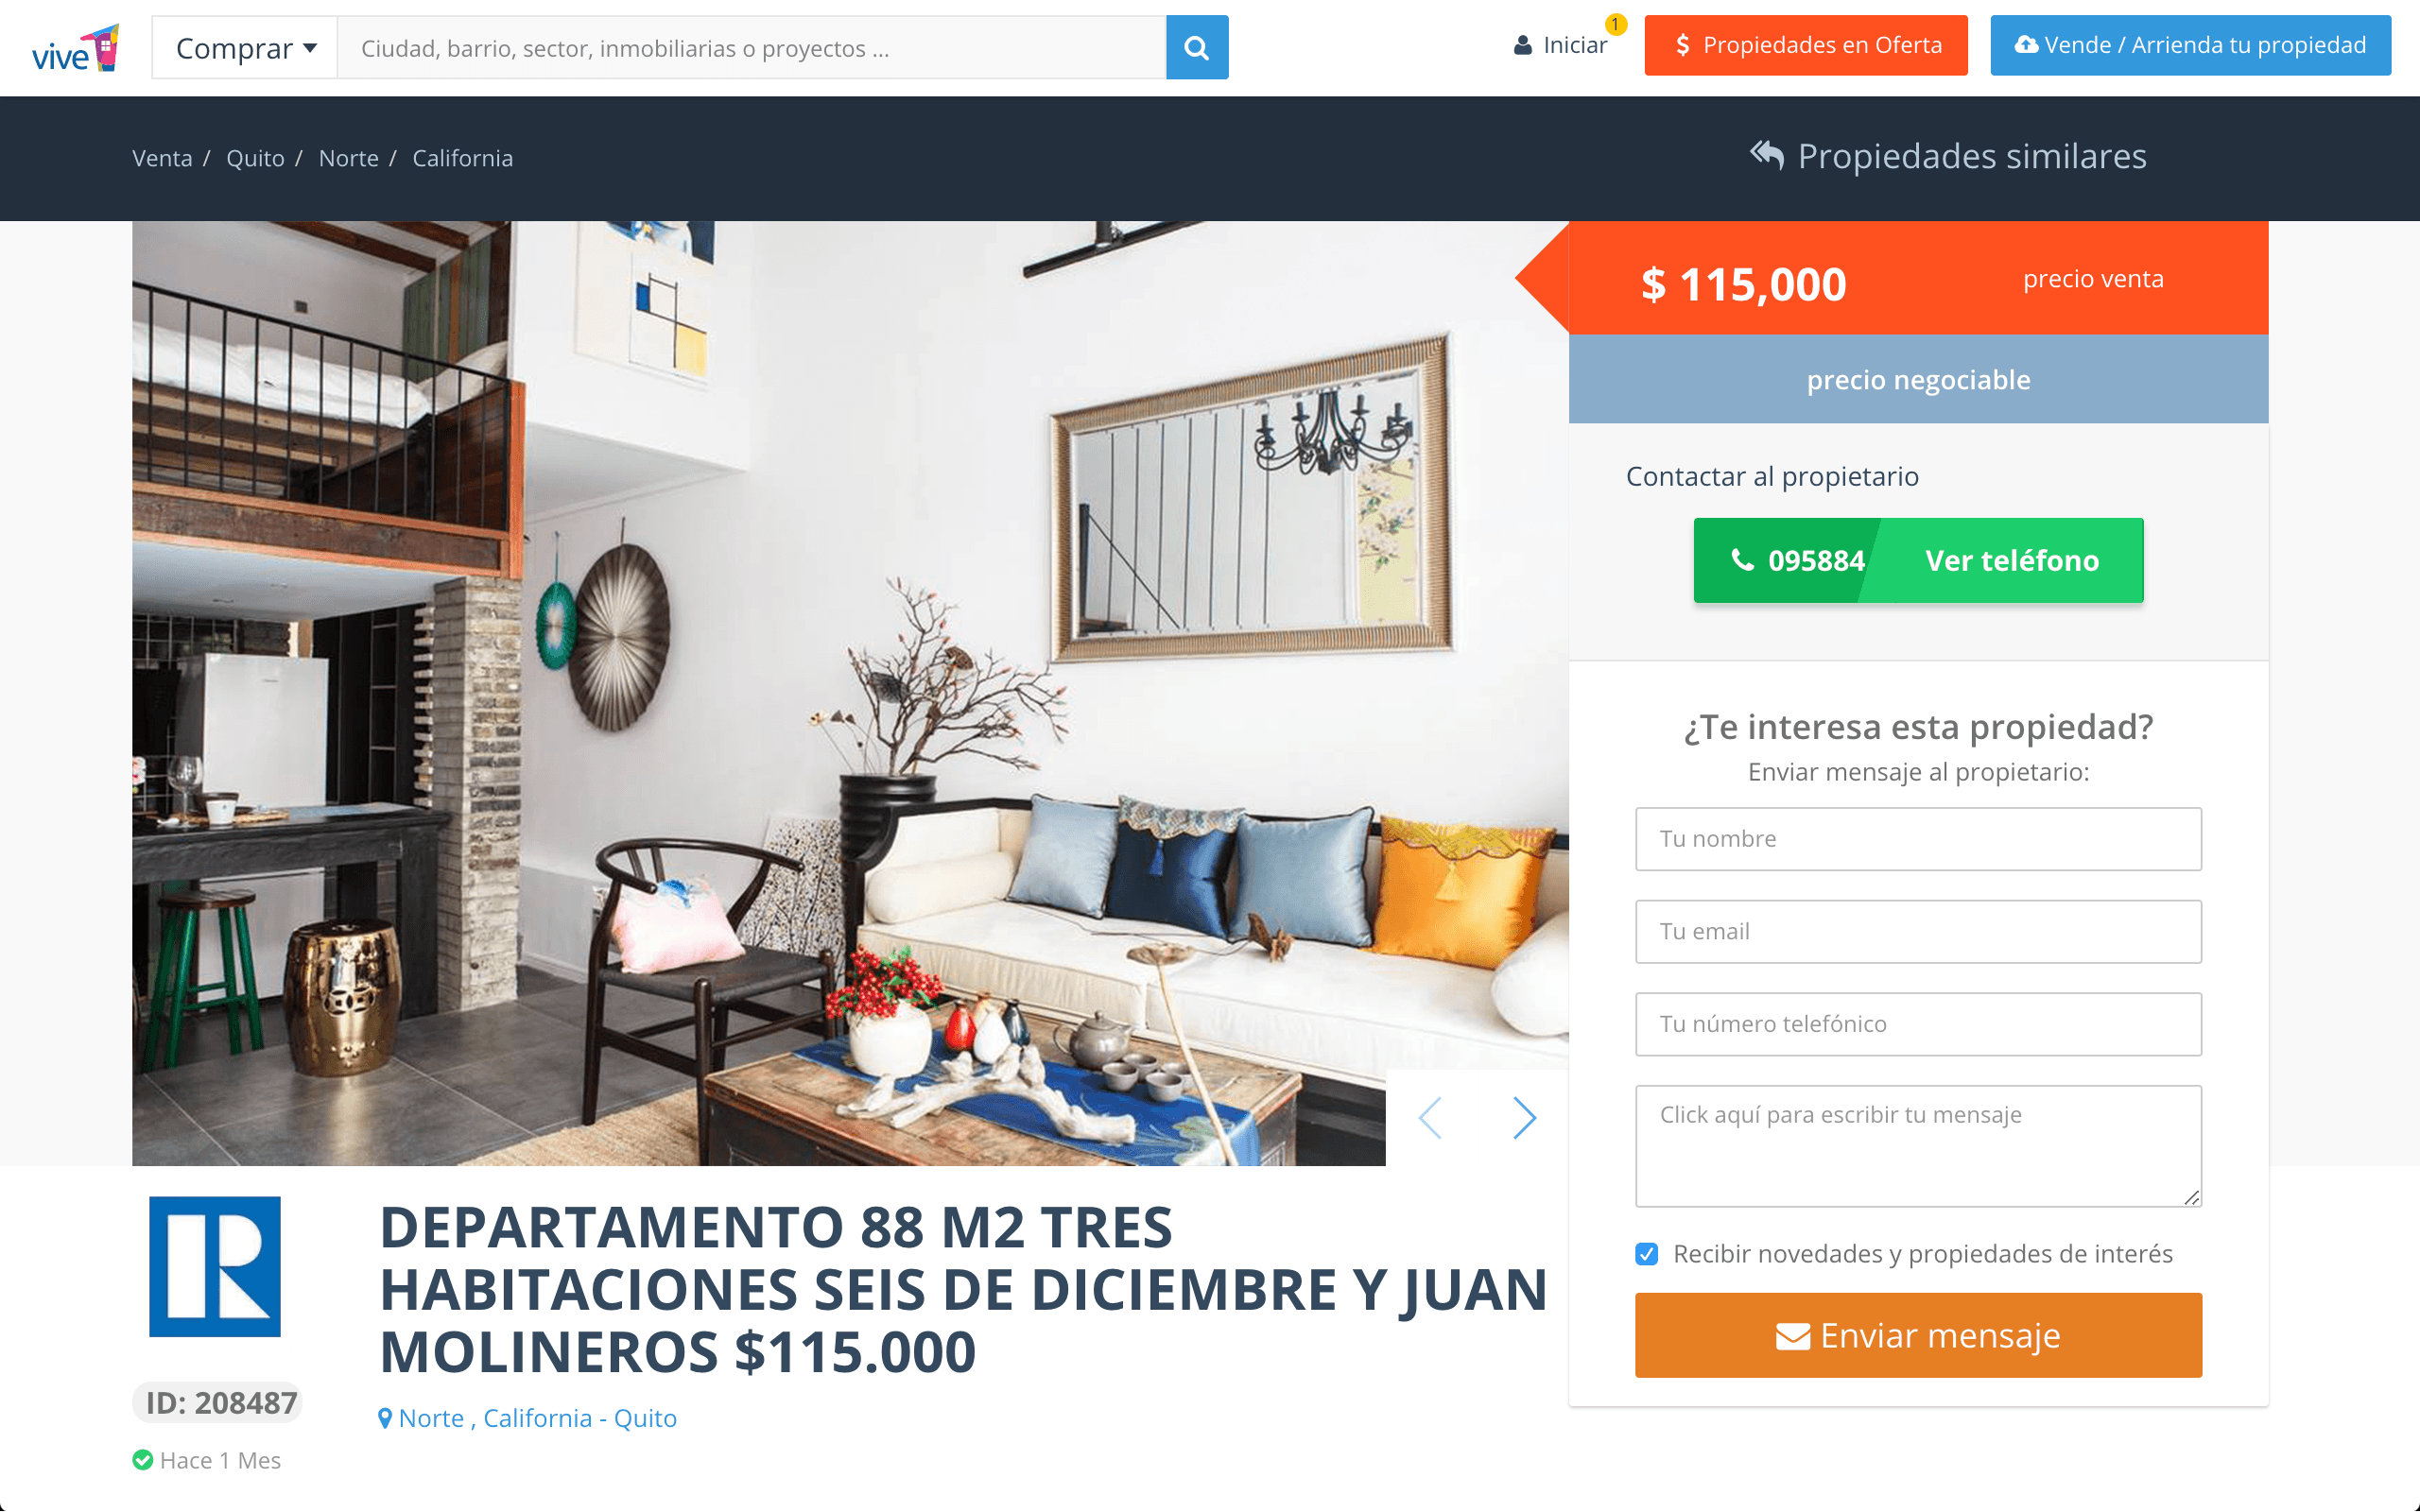 vive1
Comprar
Ciudad, barrio, sector, inmobiliarias o proyectos ...
Iniciar
1
$ Propiedades en Oferta
Vende / Arrienda tu propiedad
Venta / Quito / Norte / California
Propiedades similares
$ 115,000
precio venta
precio negociable
Contactar al propietario
095884
Ver teléfono
¿Te interesa esta propiedad?
Enviar mensaje al propietario:
Tu nombre
Tu email
Tu número telefónico
Click aquí para escribir tu mensaje
Recibir novedades y propiedades de interés
Enviar mensaje
R
DEPARTAMENTO 88 M2 TRES
HABITACIONES SEIS DE DICIEMBRE Y JUAN
MOLINEROS $115.000
ID: 208487
Norte , California - Quito
Hace 1 Mes